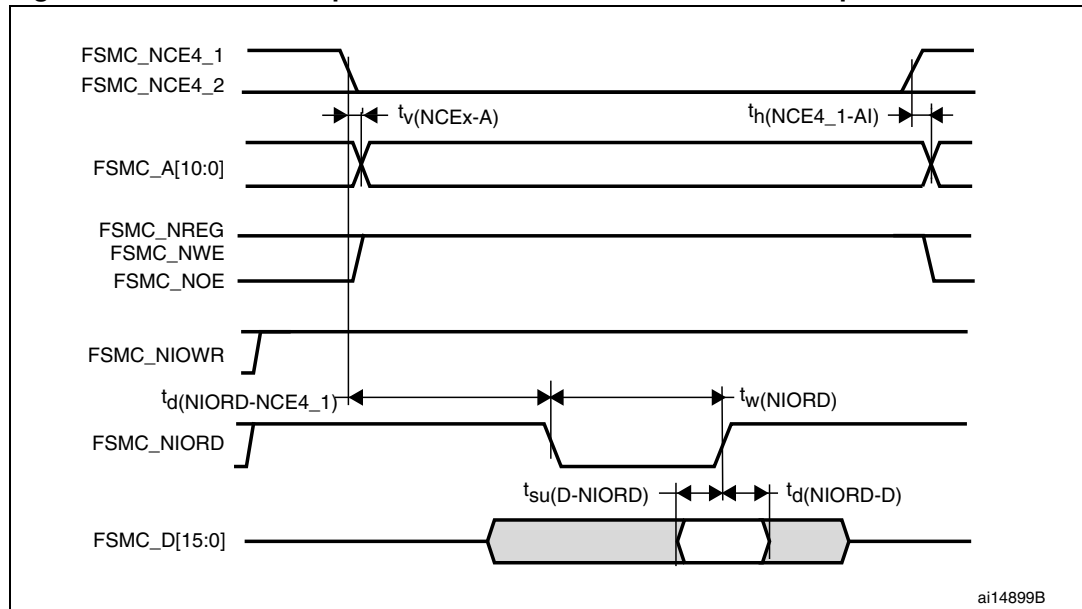 FSMC_NCE4_1
FSMC_NCE4_2
tv(NCEx-A)
th(NCE4_1-AI)
FSMC_A[10:0]
FSMC_NREG
FSMC_NWE
FSMC_NOE
FSMC_NIOWR
td(NIORD-NCE4_1)
tw(NIORD)
FSMC_NIORD
tsu(D-NIORD)
td(NIORD-D)
FSMC_D[15:0]
ai14899B